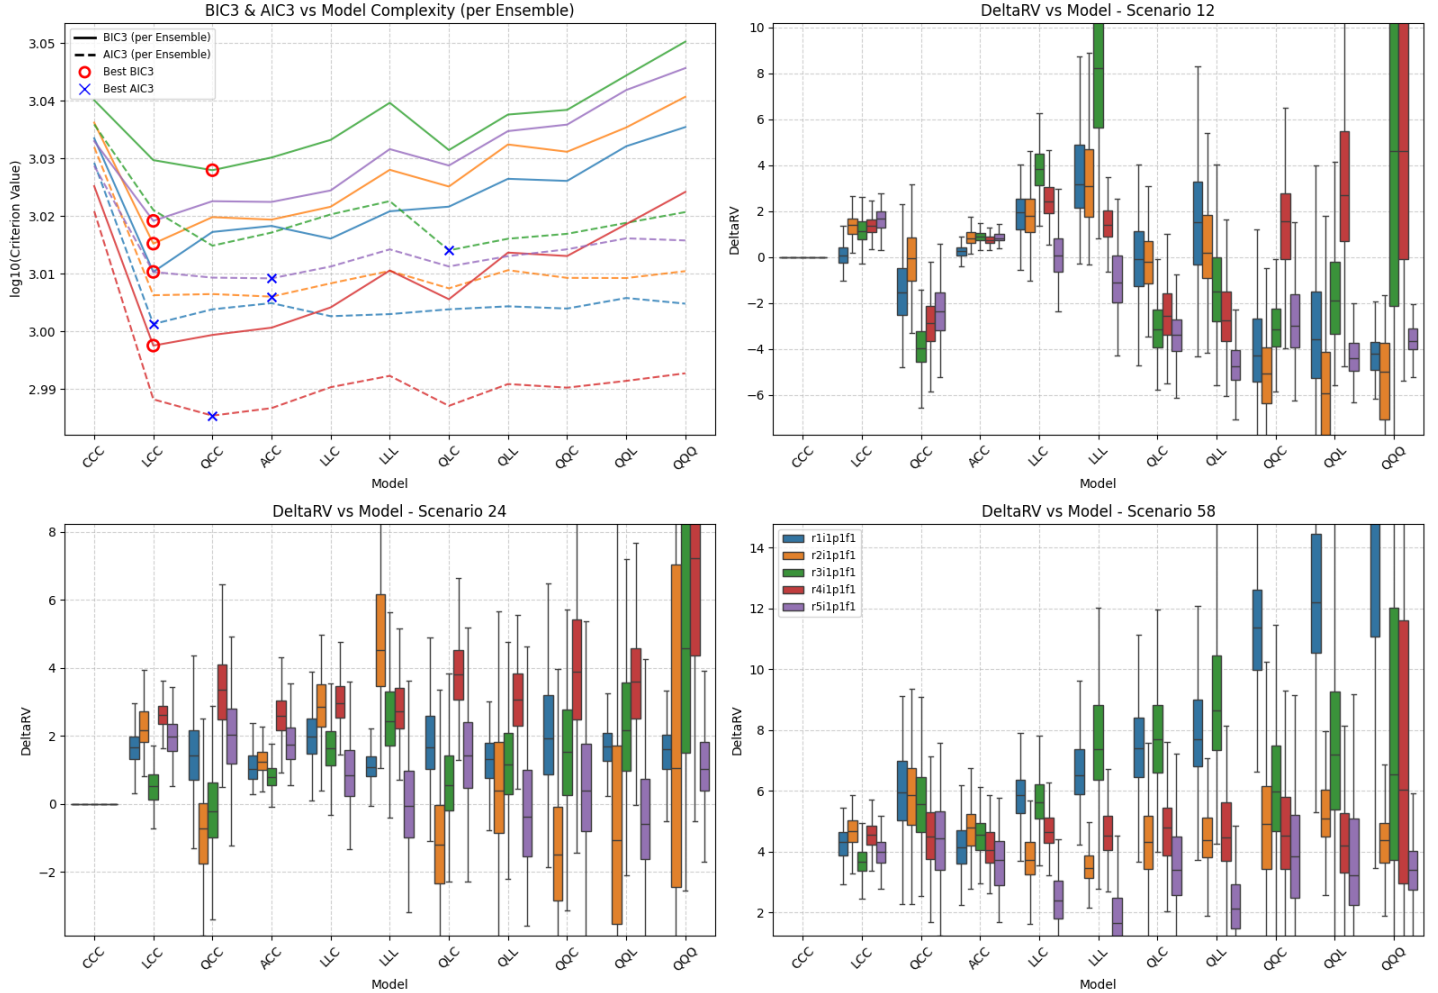 BIC3 & AIC3 vs Model Complexity (per Ensemble)
BIC3 (per Ensemble)
AIC3 (per Ensemble)
Best BIC3
Best AIC3
log10(Criterion Value)
3.05
3.04
3.03
3.02
3.01
3.00
2.99
CCC LCC QCC ACC LLC LLL QLC QLL QQC QQL QQQ
Model
DeltaRV vs Model - Scenario 12
DeltaRV
10
8
6
4
2
0
−2
−4
−6
CCC LCC QCC ACC LLC LLL QLC QLL QQC QQL QQQ
Model
DeltaRV vs Model - Scenario 24
DeltaRV
8
6
4
2
0
−2
CCC LCC QCC ACC LLC LLL QLC QLL QQC QQL QQQ
Model
DeltaRV vs Model - Scenario 58
r1i1p1f1
r2i1p1f1
r3i1p1f1
r4i1p1f1
r5i1p1f1
DeltaRV
14
12
10
8
6
4
2
CCC LCC QCC ACC LLC LLL QLC QLL QQC QQL QQQ
Model